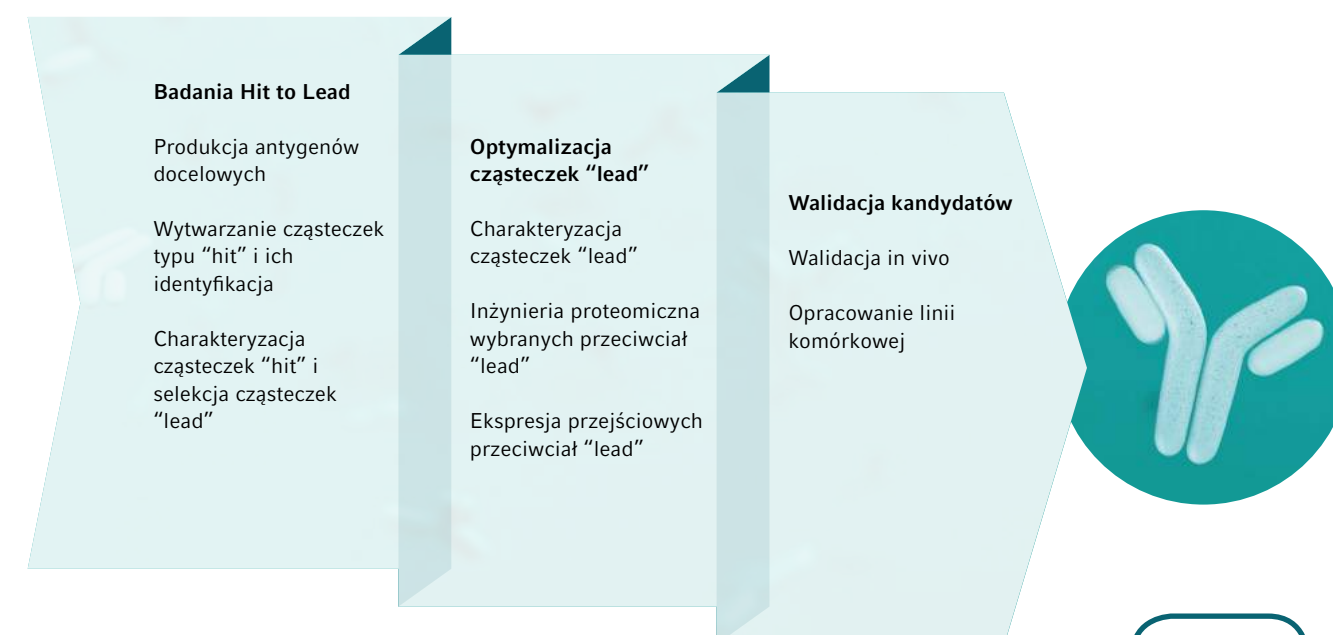 Badania Hit to Lead
Produkcja antygenów
docelowych
Wytwarzanie cząsteczek
typu “hit” i ich
identyfikacja
Charakteryzacja
cząsteczek “hit” i
selekcja cząsteczek
“lead”
Optymalizacja
cząsteczek “lead”
Charakteryzacja
cząsteczek “lead”
Inżynieria proteomiczna
wybranych przeciwciał
“lead”
Ekspresja przejściowych
przeciwciał “lead”
Walidacja kandydatów
Walidacja in vivo
Opracowanie linii
komórkowej